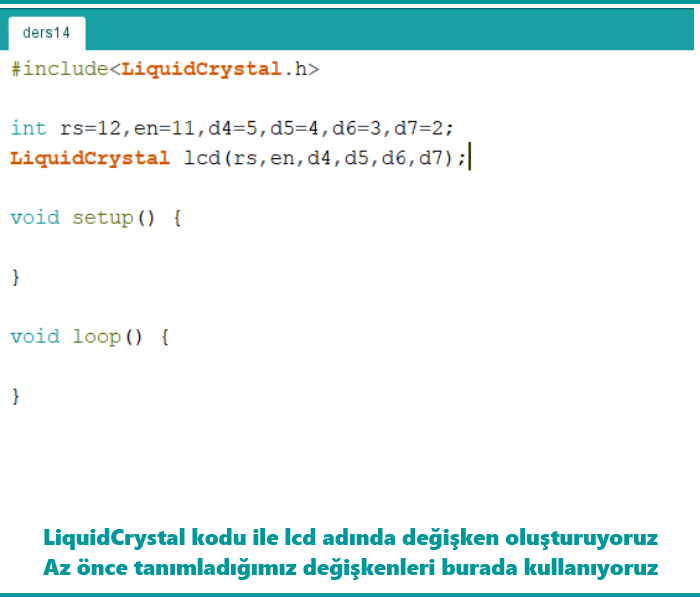 ders14
#include<LiquidCrystal.h>
int rs=12,en=11,d4=5,d5=4,d6=3,d7=2;
LiquidCrystal lcd(rs,en,d4,d5,d6,d7);
void setup() {
}
void loop() {
}
LiquidCrystal kodu ile lcd adında değişken oluşturuyoruz
Az önce tanımladığımız değişkenleri burada kullanıyoruz